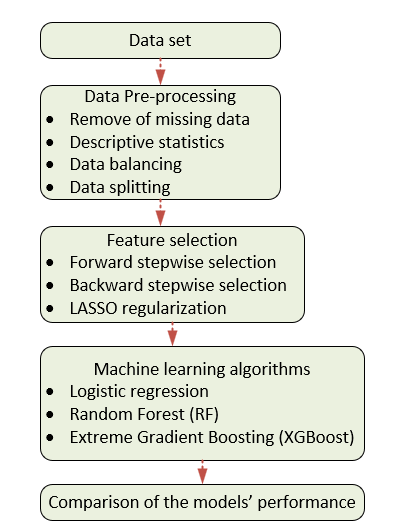 Data set
Data Pre-processing
• Remove of missing data
• Descriptive statistics
• Data balancing
• Data splitting
Feature selection
• Forward stepwise selection
• Backward stepwise selection
• LASSO regularization
Machine learning algorithms
• Logistic regression
• Random Forest (RF)
• Extreme Gradient Boosting (XGBoost)
Comparison of the models’ performance